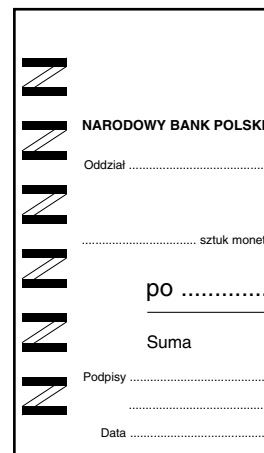 NARODOWY BANK POLSKI
Oddział ..............................................
...................................... sztuk monet
po ..............
Suma
Podpisy ..............................................
..............................................
Data ..............................................
N N N N N N